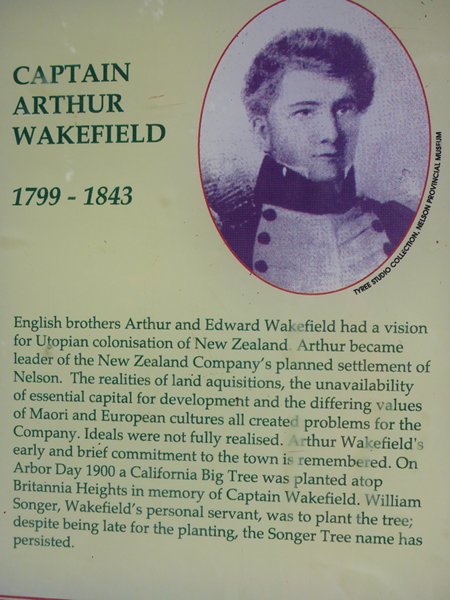 CAPTAIN
ARTHUR
WAKEFIELD
1799 - 1843
TYREE STUDIO COLLECTION, NELSON PROVINCIAL MUSEUM
English brothers Arthur and Edward Wakefield had a vision
for Utopian colonisation of New Zealand. Arthur became
leader of the New Zealand Company's planned settlement of
Nelson. The realities of land aquisitions, the unavailability
of essential capital for development and the differing values
of Maori and European cultures all created problems for the
Company. Ideals were not fully realised. Arthur Wakefield's
early and brief commitment to the town is remembered. On
Arbor Day 1900 a California Big Tree was planted atop
Britannia Heights in memory of Captain Wakefield. William
Songer, Wakefield's personal servant, was to plant the tree;
despite being late for the planting, the Songer Tree name has
persisted.